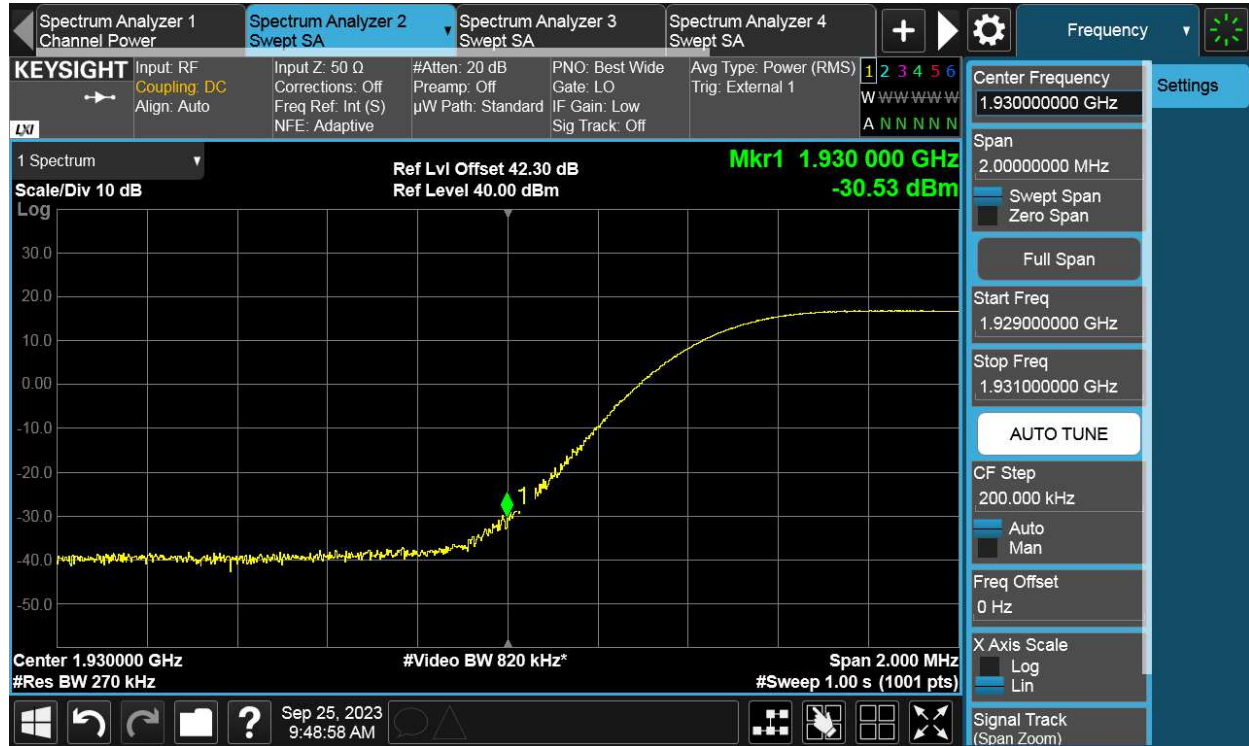 Spectrum Analyzer 1
Channel Power
Spectrum Analyzer 2
Swept SA
Spectrum Analyzer 3
Swept SA
Spectrum Analyzer 4
Swept SA
Frequency
KEYSIGHT
LXI
Input: RF
Coupling: DC
Align: Auto
Input Z: 50 Ω
Corrections: Off
Freq Ref: Int (S)
NFE: Adaptive
#Atten: 20 dB
Preamp: Off
µW Path: Standard
PNO: Best Wide
Gate: LO
IF Gain: Low
Sig Track: Off
Avg Type: Power (RMS)
Trig: External 1
1 2 3 4 5 6
W W W W W W
A N N N N N
1 Spectrum
Scale/Div 10 dB
Log
Ref Lvl Offset 42.30 dB
Ref Level 40.00 dBm
Mkr1 1.930 000 GHz
-30.53 dBm
30.0
20.0
10.0
0.00
-10.0
-20.0
-30.0
-40.0
-50.0
1
Center 1.930000 GHz
#Res BW 270 kHz
#Video BW 820 kHz*
Span 2.000 MHz
#Sweep 1.00 s (1001 pts)
Sep 25, 2023
9:48:58 AM
Center Frequency
1.930000000 GHz
Span
2.00000000 MHz
Swept Span
Zero Span
Full Span
Start Freq
1.929000000 GHz
Stop Freq
1.931000000 GHz
AUTO TUNE
CF Step
200.000 kHz
Auto
Man
Freq Offset
0 Hz
X Axis Scale
Log
Lin
Signal Track
(Span Zoom)
Settings